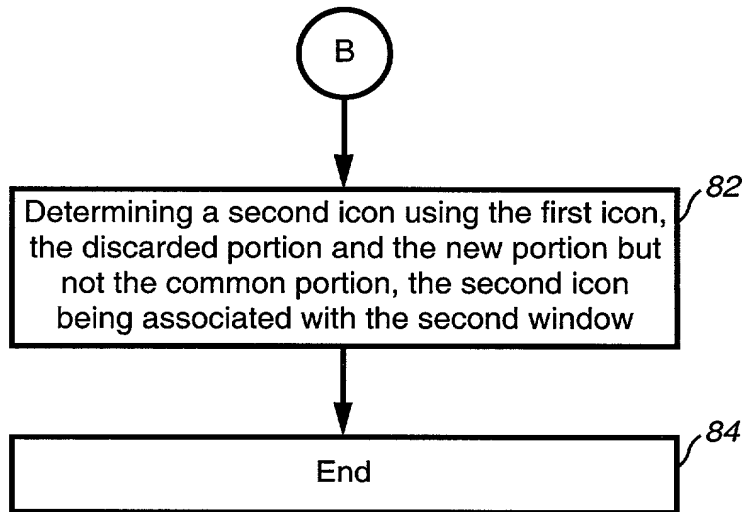 B
82
Determining a second icon using the first icon,
the discarded portion and the new portion but
not the common portion, the second icon
being associated with the second window
84
End